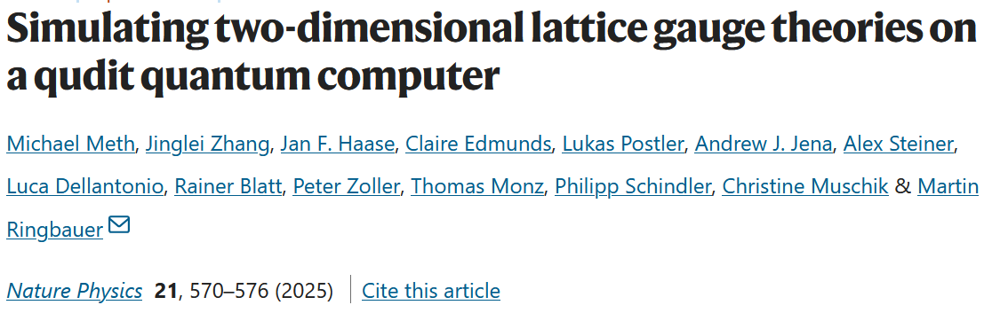 Simulating two-dimensional lattice gauge theories on
a qudit quantum computer
Michael Meth, Jinglei Zhang, Jan F. Haase, Claire Edmunds, Lukas Postler, Andrew J. Jena, Alex Steiner,
Luca Dellantonio, Rainer Blatt, Peter Zoller, Thomas Monz, Philipp Schindler, Christine Muschik & Martin
Ringbauer
Nature Physics 21, 570–576 (2025) Cite this article